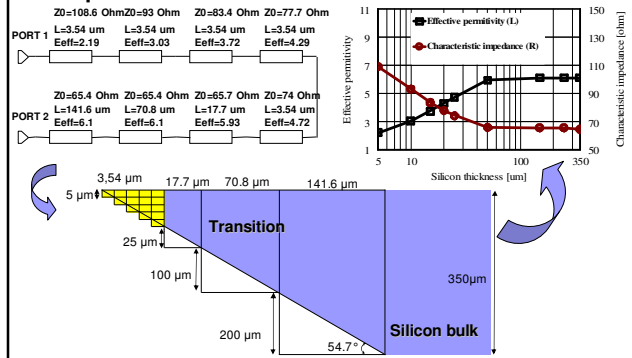 Z0=108.6 Ohm Z0=93 Ohm Z0=83.4 Ohm Z0=77.7 Ohm
L=3.54 um L=3.54 um L=3.54 um L=3.54 um
Eeff=2.19 Eeff=3.03 Eeff=3.72 Eeff=4.29
PORT 1
Z0=65.4 Ohm Z0=65.4 Ohm Z0=65.7 Ohm Z0=74 Ohm
L=141.6 um L=70.8 um L=17.7 um L=3.54 um
Eeff=6.1 Eeff=6.1 Eeff=5.93 Eeff=4.72
PORT 2
Effective permitivity (L)
Characteristic impedance (R)
Effective permitivity
11
9
7
5
3
1
Characteristic impedance [ohm]
150
130
110
90
70
50
5 10 100 350
Silicon thickness [um]
3,54 µm 17.7 µm 70.8 µm 141.6 µm
5 µm
Transition
25 µm
100 µm
350µm
200 µm
Silicon bulk
54.7°